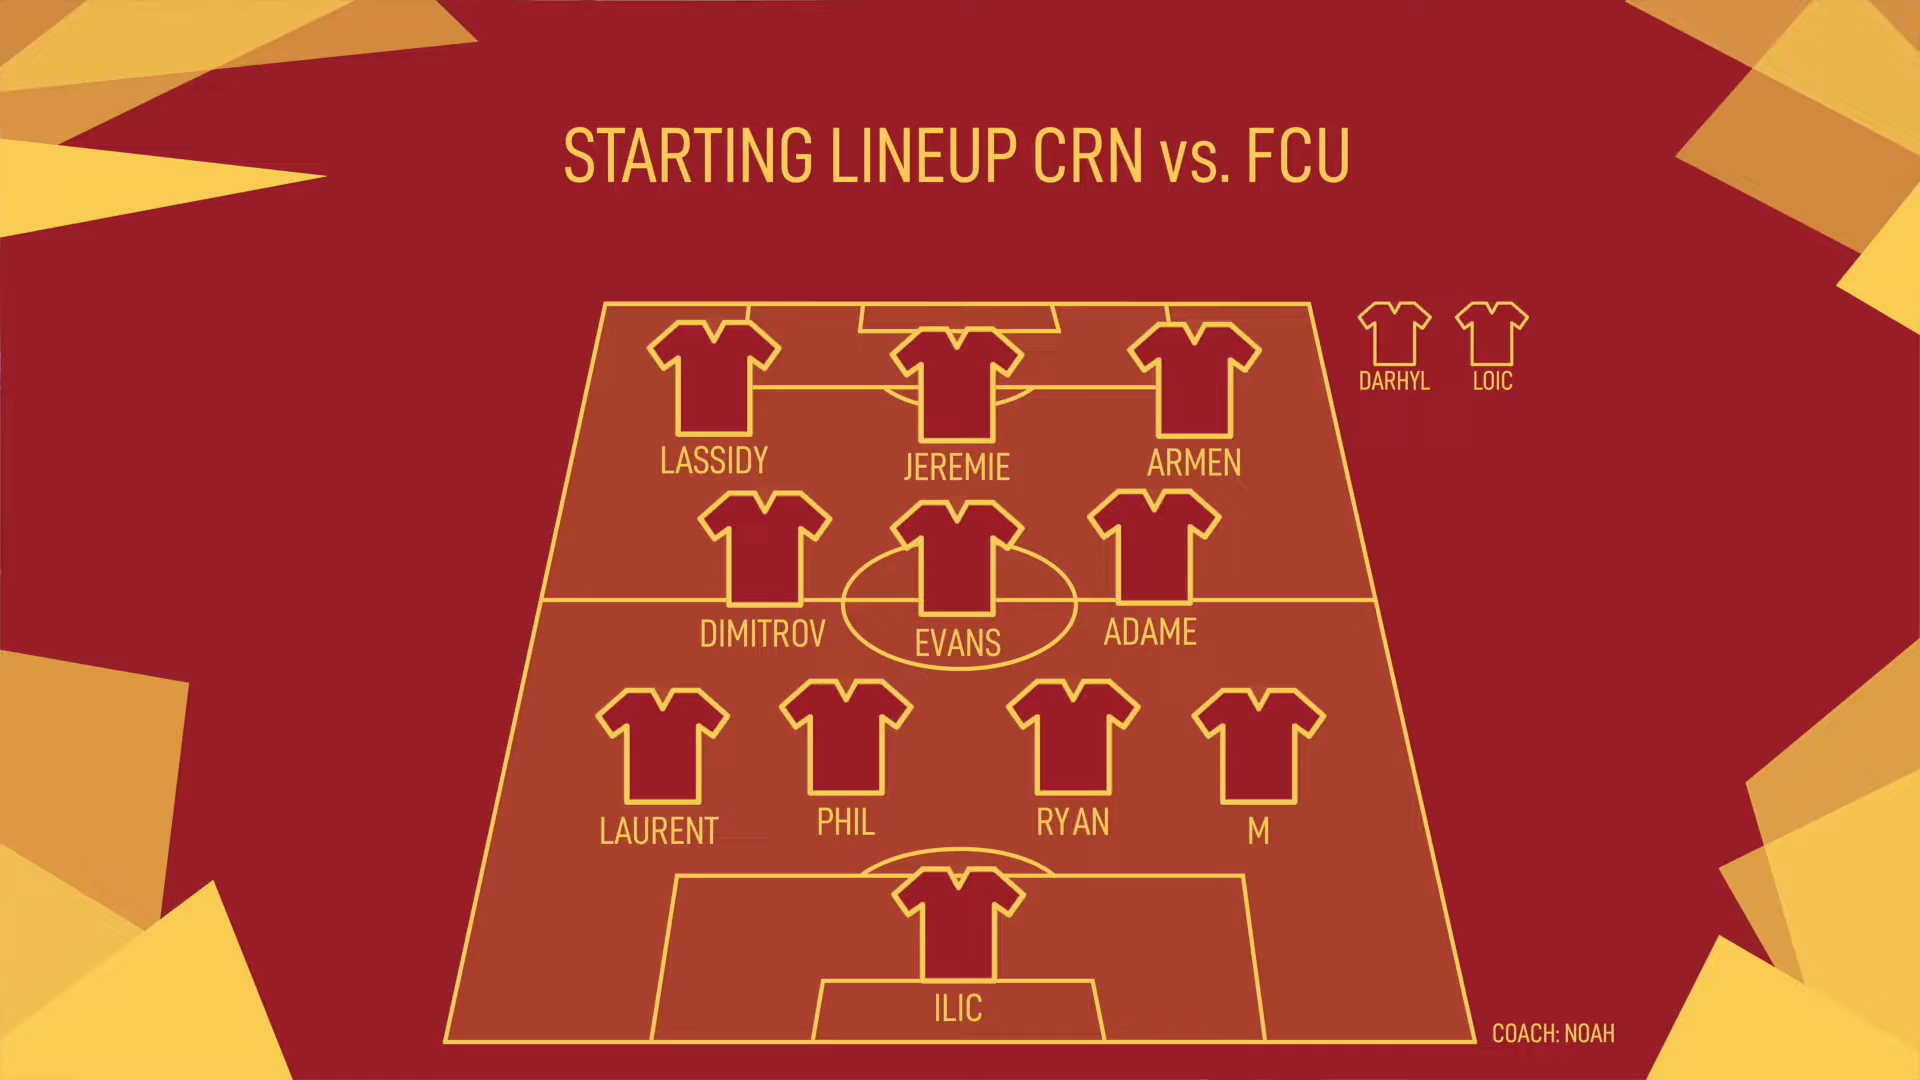 STARTING LINEUP CRN vs. FCU
DARHYL
LOIC
LASSIDY
JEREMIE
ARMEN
DIMITROV
EVANS
ADAME
LAURENT
PHIL
RYAN
M
ILIC
COACH: NOAH